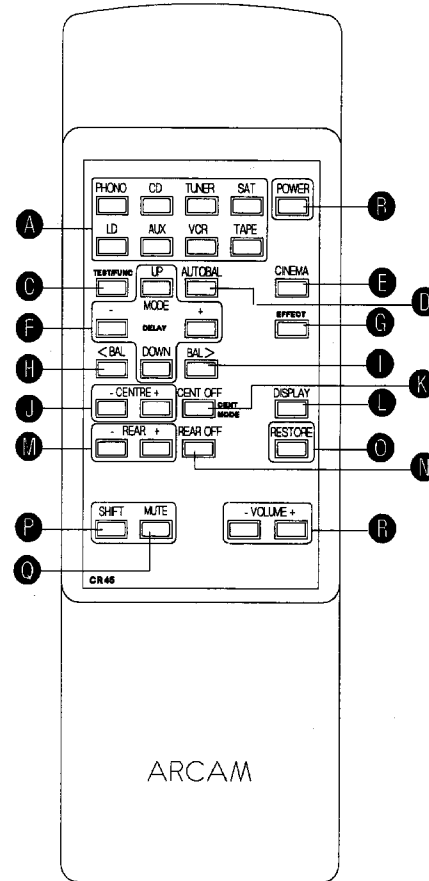 PHONO CD TUNER SAT POWER
R
A
LD AUX VCR TAPE
C
TEST/FUNC UP AUTOBAL CINEMA
E
D
MODE
F
- DELAY +
EFFECT
G
< BAL DOWN BAL >
H
I
K
J
- CENTRE + CENT OFF CENT MODE DISPLAY
L
M
- REAR + REAR OFF RESTORE
O
N
P
SHIFT MUTE - VOLUME +
R
Q
CR45
ARCAM